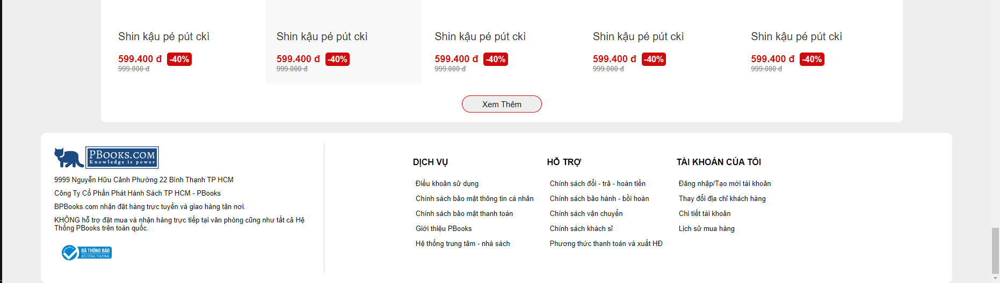 Shin kậu pé pút ckì
Shin kậu pé pút ckì
Shin kậu pé pút ckì
Shin kậu pé pút ckì
Shin kậu pé pút ckì
599.400 đ -40%
599.400 đ -40%
599.400 đ -40%
599.400 đ -40%
599.400 đ -40%
999.000 đ
999.000 đ
999.000 đ
999.000 đ
999.000 đ
Xem Thêm
PBOOKS.COM
Knowledge is power
9999 Nguyễn Hữu Cảnh Phường 22 Bình Thạnh TP HCM
Công Ty Cổ Phần Phát Hành Sách TP HCM - PBooks
BPBooks.com nhận đặt hàng trực tuyến và giao hàng tận nơi.
KHÔNG hỗ trợ đặt mua và nhận hàng trực tiếp tại văn phòng cũng như tất cả Hệ
Thống PBooks trên toàn quốc.
ĐÃ THÔNG BÁO
BỘ CÔNG THƯƠNG
DỊCH VỤ
Điều khoản sử dụng
Chính sách bảo mật thông tin cá nhân
Chính sách bảo mật thanh toán
Giới thiệu PBooks
Hệ thống trung tâm - nhà sách
HỖ TRỢ
Chính sách đổi - trả - hoàn tiền
Chính sách bảo hành - bồi hoàn
Chính sách vận chuyển
Chính sách khách sỉ
Phương thức thanh toán và xuất HĐ
TÀI KHOẢN CỦA TÔI
Đăng nhập/Tạo mới tài khoản
Thay đổi địa chỉ khách hàng
Chi tiết tài khoản
Lịch sử mua hàng